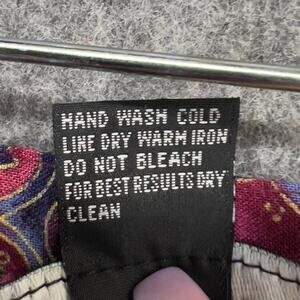 HAND WASH COLD
LINE DRY WARM IRON
DO NOT BLEACH
FOR BEST RESULTS DRY
CLEAN